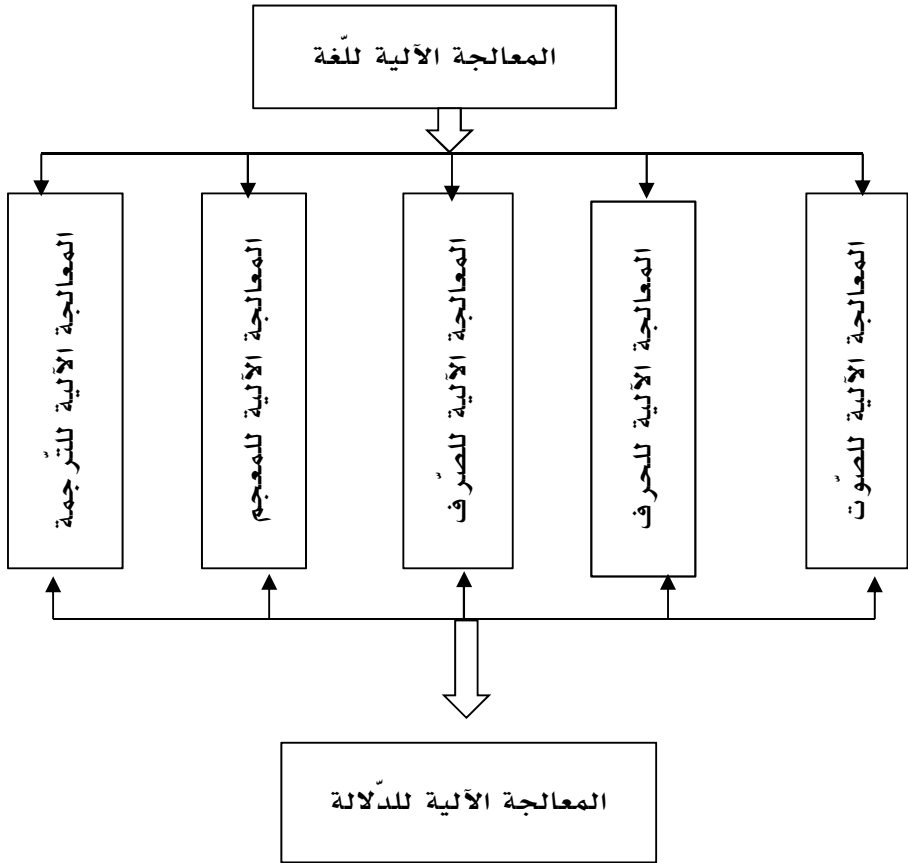 المعالجة الآلية للّغة
المعالجة الآلية للصّوت
المعالجة الآلية للحرف
المعالجة الآلية للصّرف
المعالجة الآلية للمعجم
المعالجة الآلية للتّرجمة
المعالجة الآلية للدّلالة